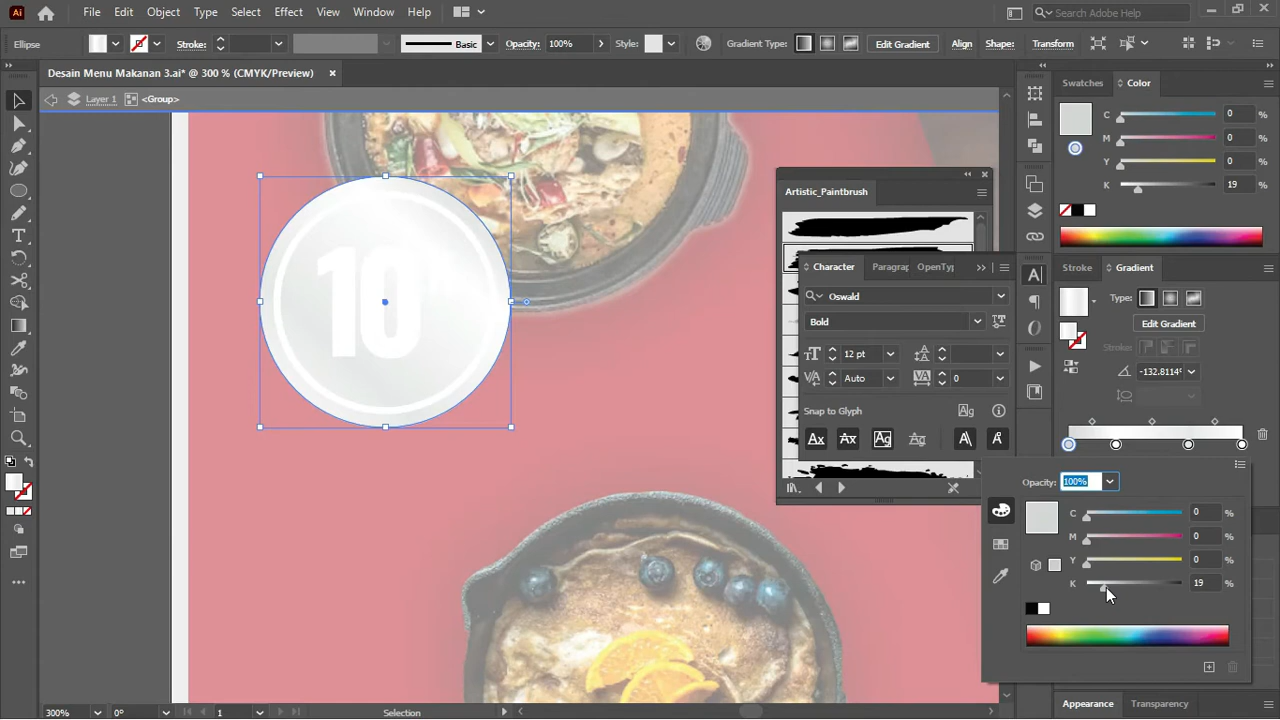 Ai File Edit Object Type Select Effect View Window Help Search Adobe Help
Ellipse Stroke: Basic Opacity: 100% Style: Gradient Type: Edit Gradient Align Shape: Transform
Desain Menu Makanan 3.ai* @ 300 % (CMYK/Preview)
Layer 1 <Group>
Swatches Color
C 0 %
M 0 %
Y 0 %
K 19 %
10
Artistic_Paintbrush
Character Paragrap OpenTyp
Oswald
Bold
12 pt
Auto 0
Snap to Glyph
Stroke Gradient
Type:
Edit Gradient
Stroke:
-132.8114°
Opacity: 100%
C 0 %
M 0 %
Y 0 %
K 19 %
Appearance Transparency
300% 0° 1 Selection